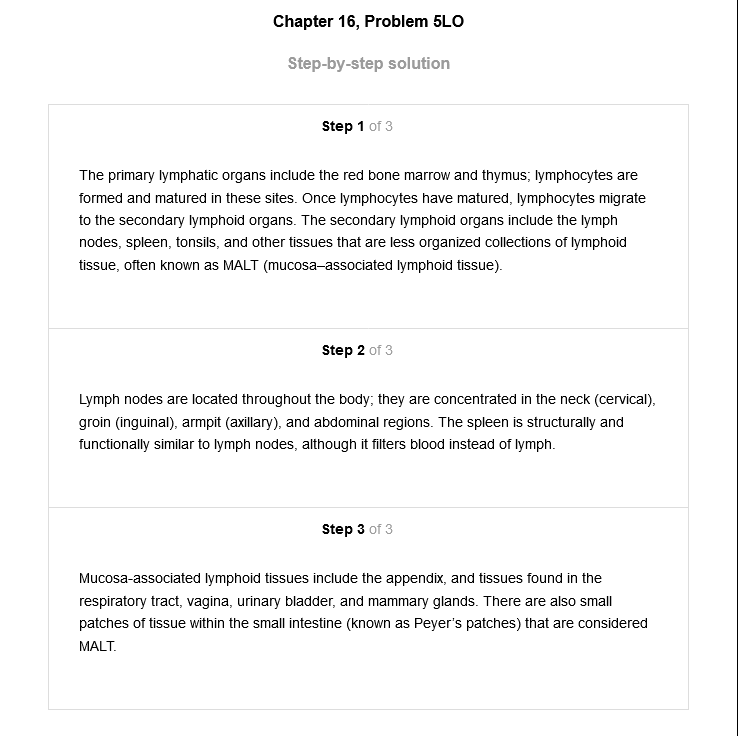 Chapter 16, Problem 5LO
Step-by-step solution
Step 1 of 3
The primary lymphatic organs include the red bone marrow and thymus; lymphocytes are
formed and matured in these sites. Once lymphocytes have matured, lymphocytes migrate
to the secondary lymphoid organs. The secondary lymphoid organs include the lymph
nodes, spleen, tonsils, and other tissues that are less organized collections of lymphoid
tissue, often known as MALT (mucosa–associated lymphoid tissue).
Step 2 of 3
Lymph nodes are located throughout the body; they are concentrated in the neck (cervical),
groin (inguinal), armpit (axillary), and abdominal regions. The spleen is structurally and
functionally similar to lymph nodes, although it filters blood instead of lymph.
Step 3 of 3
Mucosa-associated lymphoid tissues include the appendix, and tissues found in the
respiratory tract, vagina, urinary bladder, and mammary glands. There are also small
patches of tissue within the small intestine (known as Peyer’s patches) that are considered
MALT.